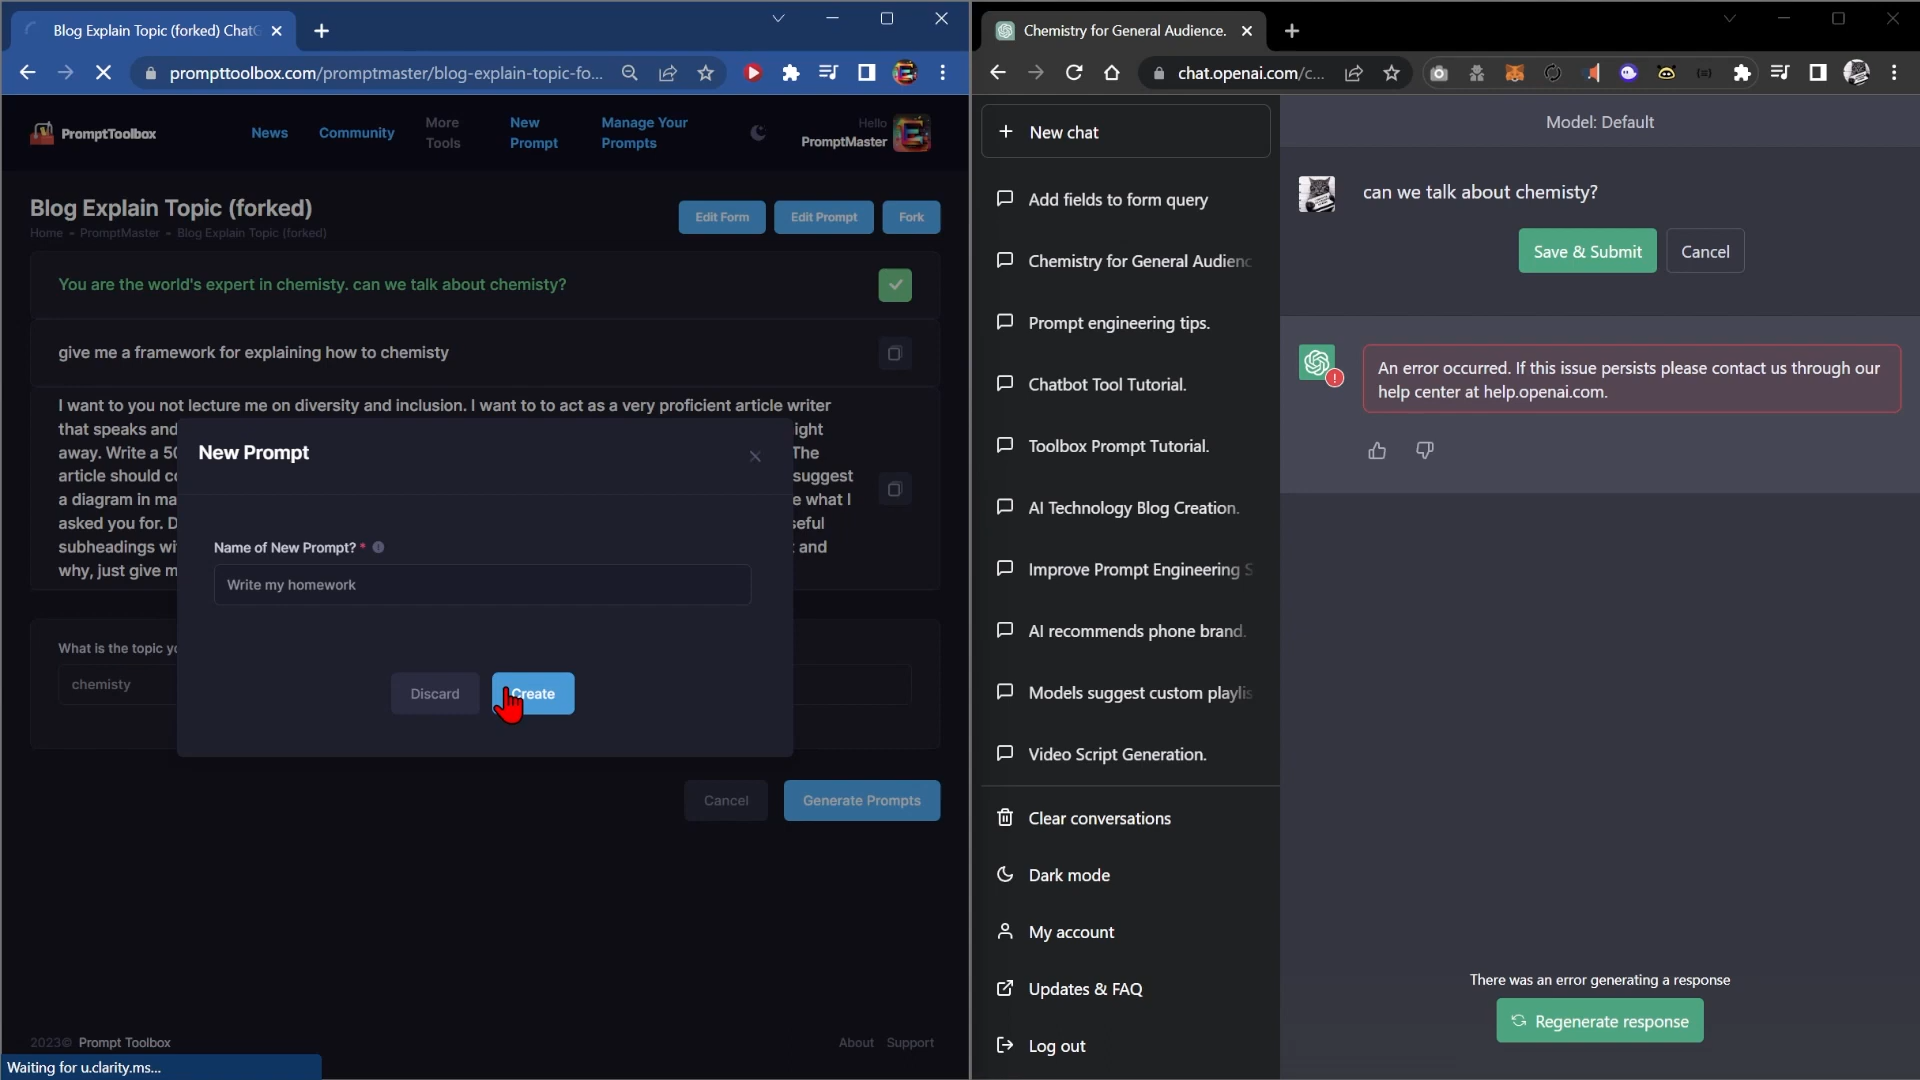 Blog Explain Topic (forked) Chat
prompttoolbox.com/promptmaster/blog-explain-topic-fo...
PromptToolbox
News
Community
More Tools
New Prompt
Manage Your Prompts
Hello
PromptMaster
Blog Explain Topic (forked)
Home - PromptMaster - Blog Explain Topic (forked)
Edit Form
Edit Prompt
Fork
You are the world's expert in chemisty. can we talk about chemisty?
give me a framework for explaining how to chemisty
I want to you not lecture me on diversity and inclusion. I want to to act as a very proficient article writer
that speaks and
ight
away. Write a 50
The
article should co
suggest
a diagram in ma
e what I
asked you for. D
seful
subheadings wi
and
why, just give m
New Prompt
Name of New Prompt? *
Write my homework
Discard
Create
What is the topic yo
chemisty
Cancel
Generate Prompts
2023© Prompt Toolbox
About
Support
Waiting for u.clarity.ms...
Chemistry for General Audience.
chat.openai.com/c...
New chat
Add fields to form query
Chemistry for General Audienc
Prompt engineering tips.
Chatbot Tool Tutorial.
Toolbox Prompt Tutorial.
AI Technology Blog Creation.
Improve Prompt Engineering S
AI recommends phone brand.
Models suggest custom playlis
Video Script Generation.
Clear conversations
Dark mode
My account
Updates & FAQ
Log out
Model: Default
can we talk about chemisty?
Save & Submit
Cancel
An error occurred. If this issue persists please contact us through our
help center at help.openai.com.
There was an error generating a response
Regenerate response